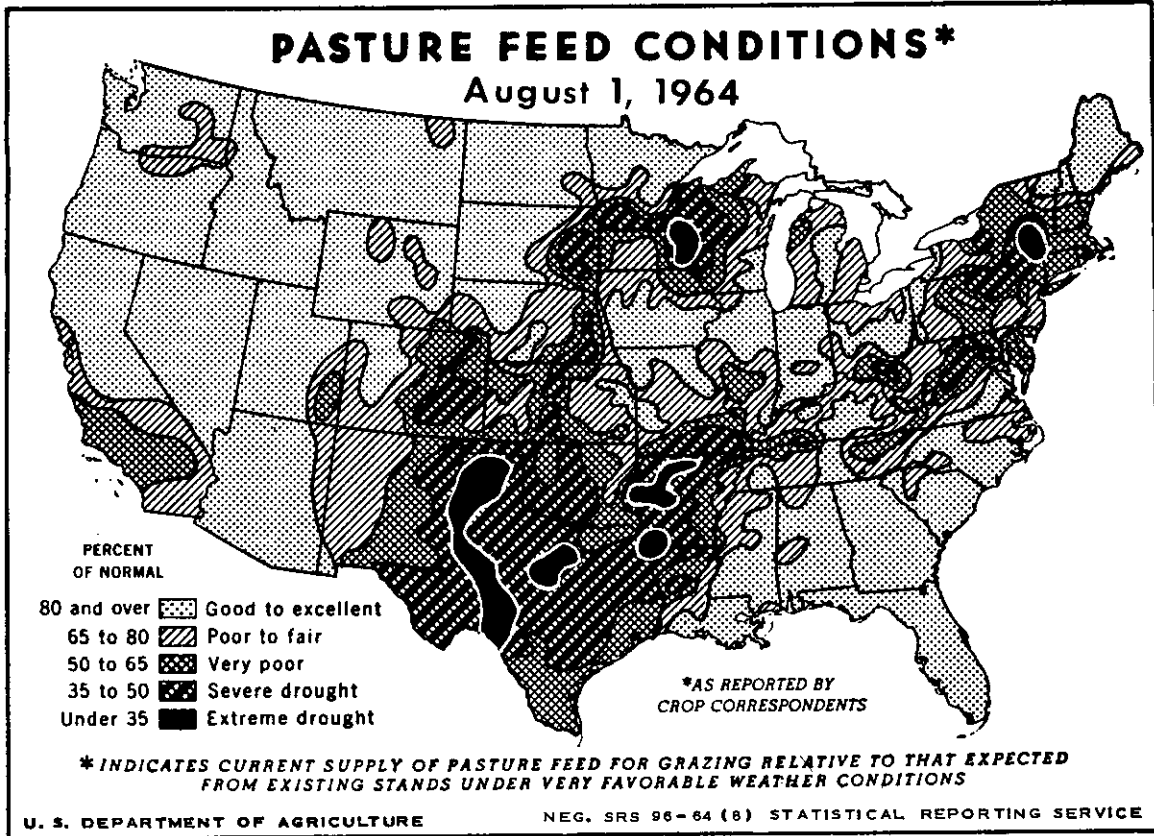 PASTURE FEED CONDITIONS*
August 1, 1964
PERCENT
OF NORMAL
80 and over Good to excellent
65 to 80 Poor to fair
50 to 65 Very poor
35 to 50 Severe drought
Under 35 Extreme drought
*AS REPORTED BY
CROP CORRESPONDENTS
* INDICATES CURRENT SUPPLY OF PASTURE FEED FOR GRAZING RELATIVE TO THAT EXPECTED
FROM EXISTING STANDS UNDER VERY FAVORABLE WEATHER CONDITIONS
U. S. DEPARTMENT OF AGRICULTURE NEG. SRS 96-64 (8) STATISTICAL REPORTING SERVICE